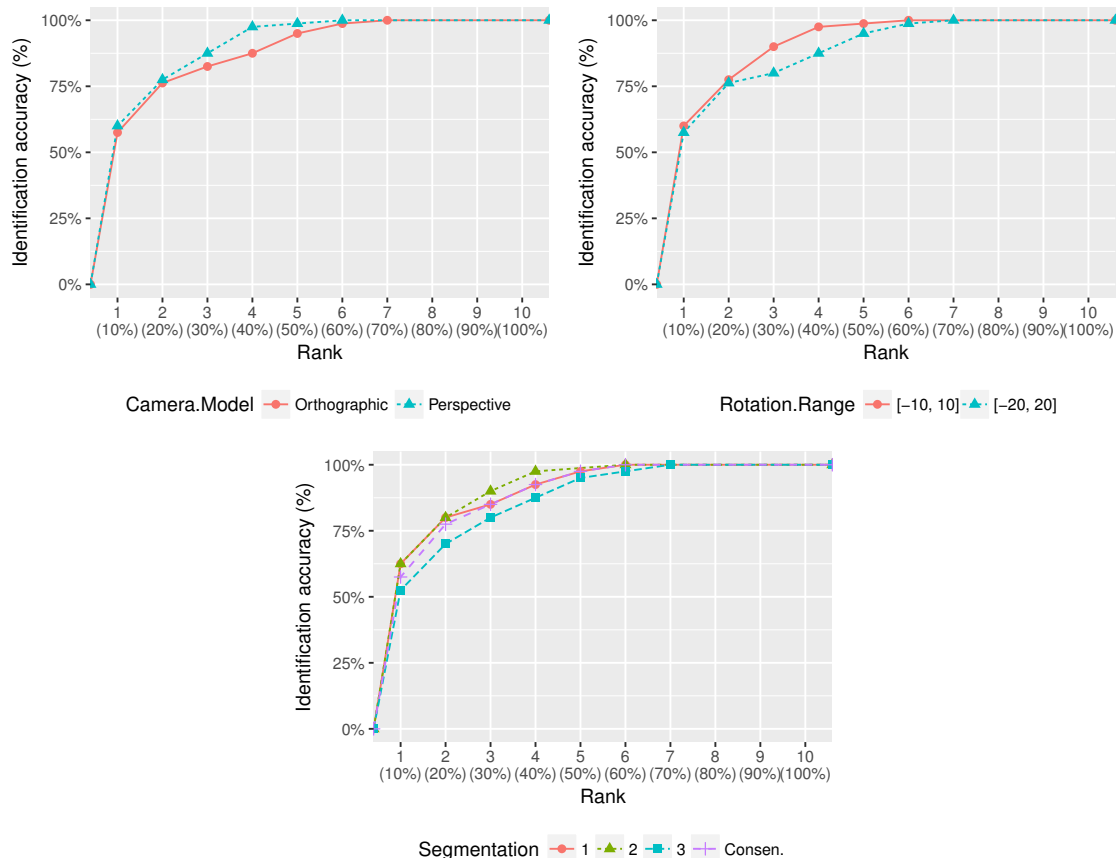 100%
75%
50%
25%
0%
Identification accuracy (%)
1 2 3 4 5 6 7 8 9 10
(10%) (20%) (30%) (40%) (50%) (60%) (70%) (80%) (90%)(100%)
Rank
Camera.Model Orthographic Perspective
100%
75%
50%
25%
0%
Identification accuracy (%)
1 2 3 4 5 6 7 8 9 10
(10%) (20%) (30%) (40%) (50%) (60%) (70%) (80%) (90%)(100%)
Rank
Rotation.Range [−10, 10] [−20, 20]
100%
75%
50%
25%
0%
Identification accuracy (%)
1 2 3 4 5 6 7 8 9 10
(10%) (20%) (30%) (40%) (50%) (60%) (70%) (80%) (90%)(100%)
Rank
Segmentation 1 2 3 Consen.